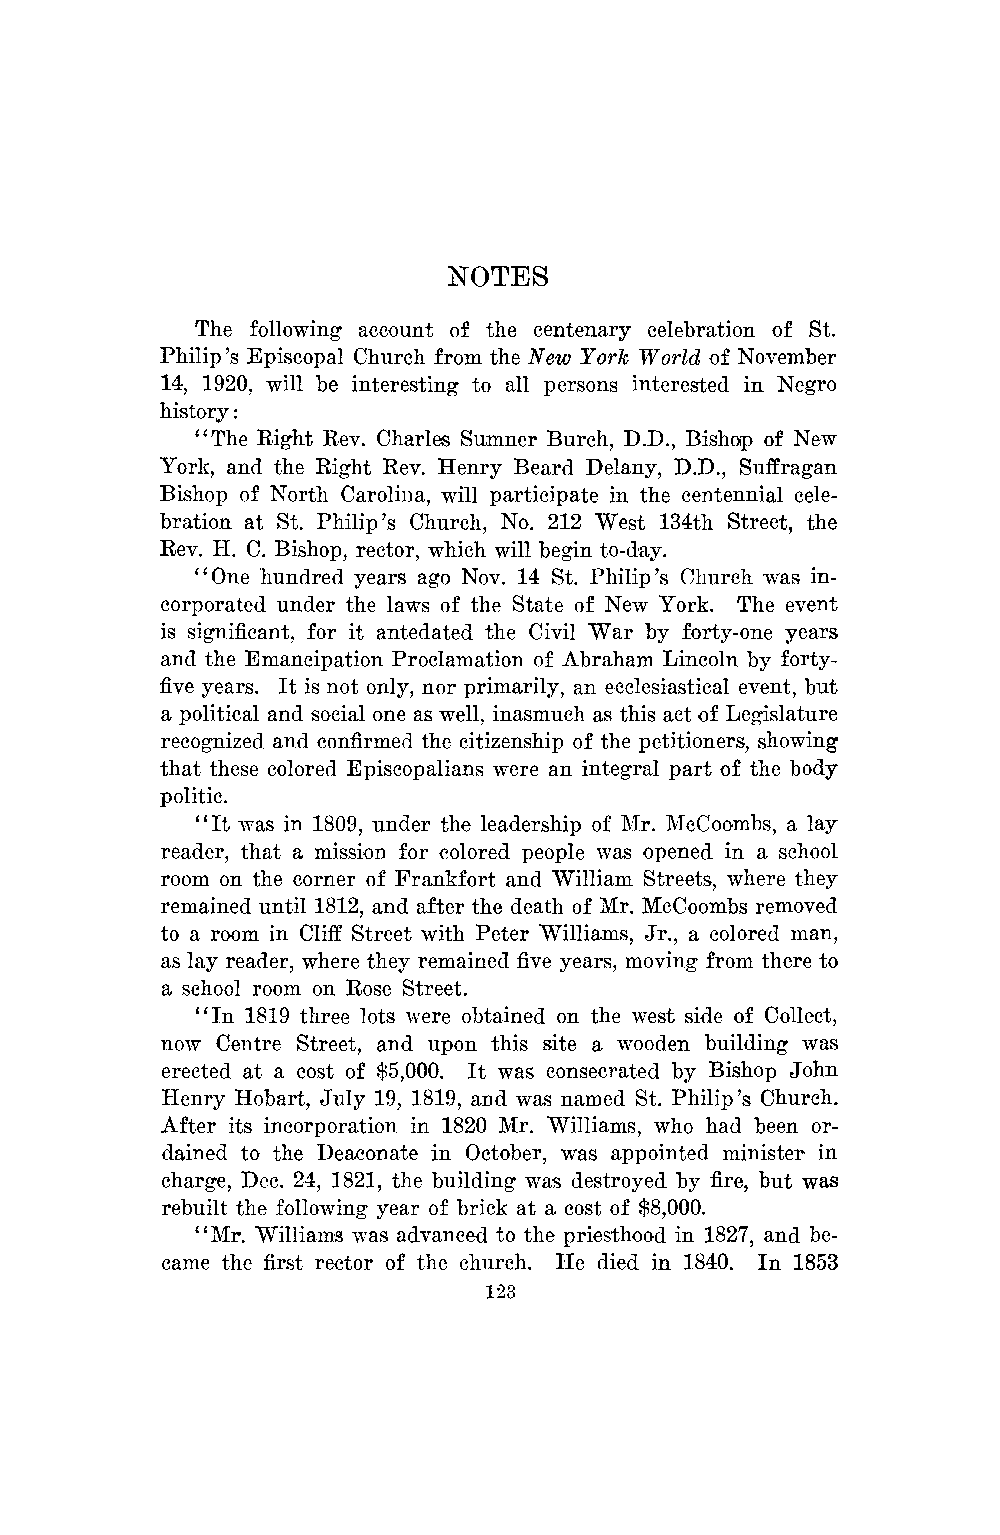 NOTES
The following account of the centenary celebration of St.
Philip's Episcopal Church from the New York World of November
14, 1920, will be interesting to all persons interested in Negro
history:
"The Right Rev. Charles Sumner Burch, D.D., Bishop of New
York, and the Right Rev. Henry Beard Delany, D.D., Suffragan
Bishop of North Carolina, will participate in the centennial cele-
bration at St. Philip's Church, No. 212 West 134th Street, the
Rev. H. C. Bishop, rector, which will begin to-day.
"One hundred years ago Nov. 14 St. Philip's Church was in-
corporated under the laws of the State of New York. The event
is significant, for it antedated the Civil War by forty-one years
and the Emancipation Proclamation of Abraham Lincoln by forty-
five years. It is not only, nor primarily, an ecclesiastical event, but
a political and social one as well, inasmuch as this act of Legislature
recognized and confirmed the citizenship of the petitioners, showing
that these colored Episcopalians were an integral part of the body
politic.
"It was in 1809, under the leadership of Mr. McCoombs, a lay
reader, that a mission for colored people was opened in a school
room on the corner of Frankfort and William Streets, where they
remained until 1812, and after the death of Mr. McCoombs removed
to a room in Cliff Street with Peter Williams, Jr., a colored man,
as lay reader, where they remained five years, moving from there to
a school room on Rose Street.
"In 1819 three lots were obtained on the west side of Collect,
now Centre Street, and upon this site a wooden building was
erected at a cost of $5,000. It was consecrated by Bishop John
Henry Hobart, July 19, 1819, and was named St. Philip's Church.
After its incorporation in 1820 Mr. Williams, who had been or-
dained to the Deaconate in October, was appointed minister in
charge, Dec. 24, 1821, the building was destroyed by fire, but was
rebuilt the following year of brick at a cost of $8,000.
"Mr. Williams was advanced to the priesthood in 1827, and be-
came the first rector of the church. He died in 1840. In 1853
123